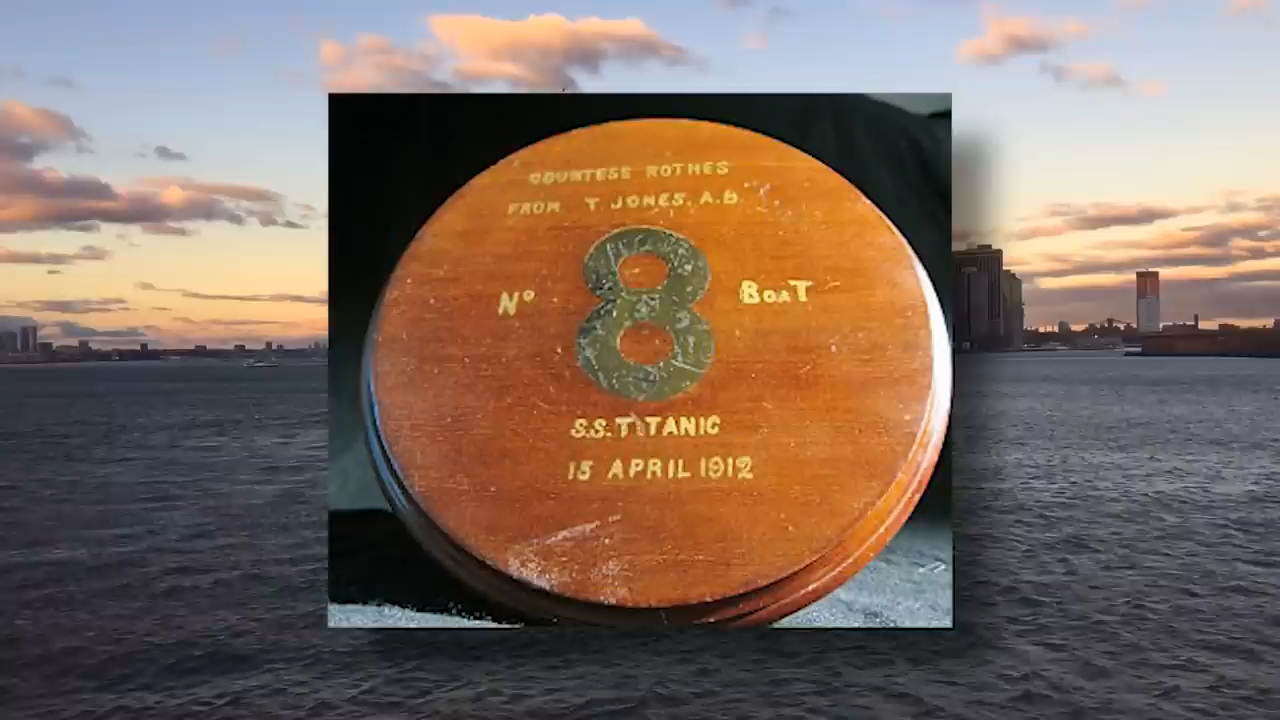 COUNTESS ROTHES
FROM T JONES. A.B.
Nº 8 BOAT
S.S. TITANIC
15 APRIL 1912